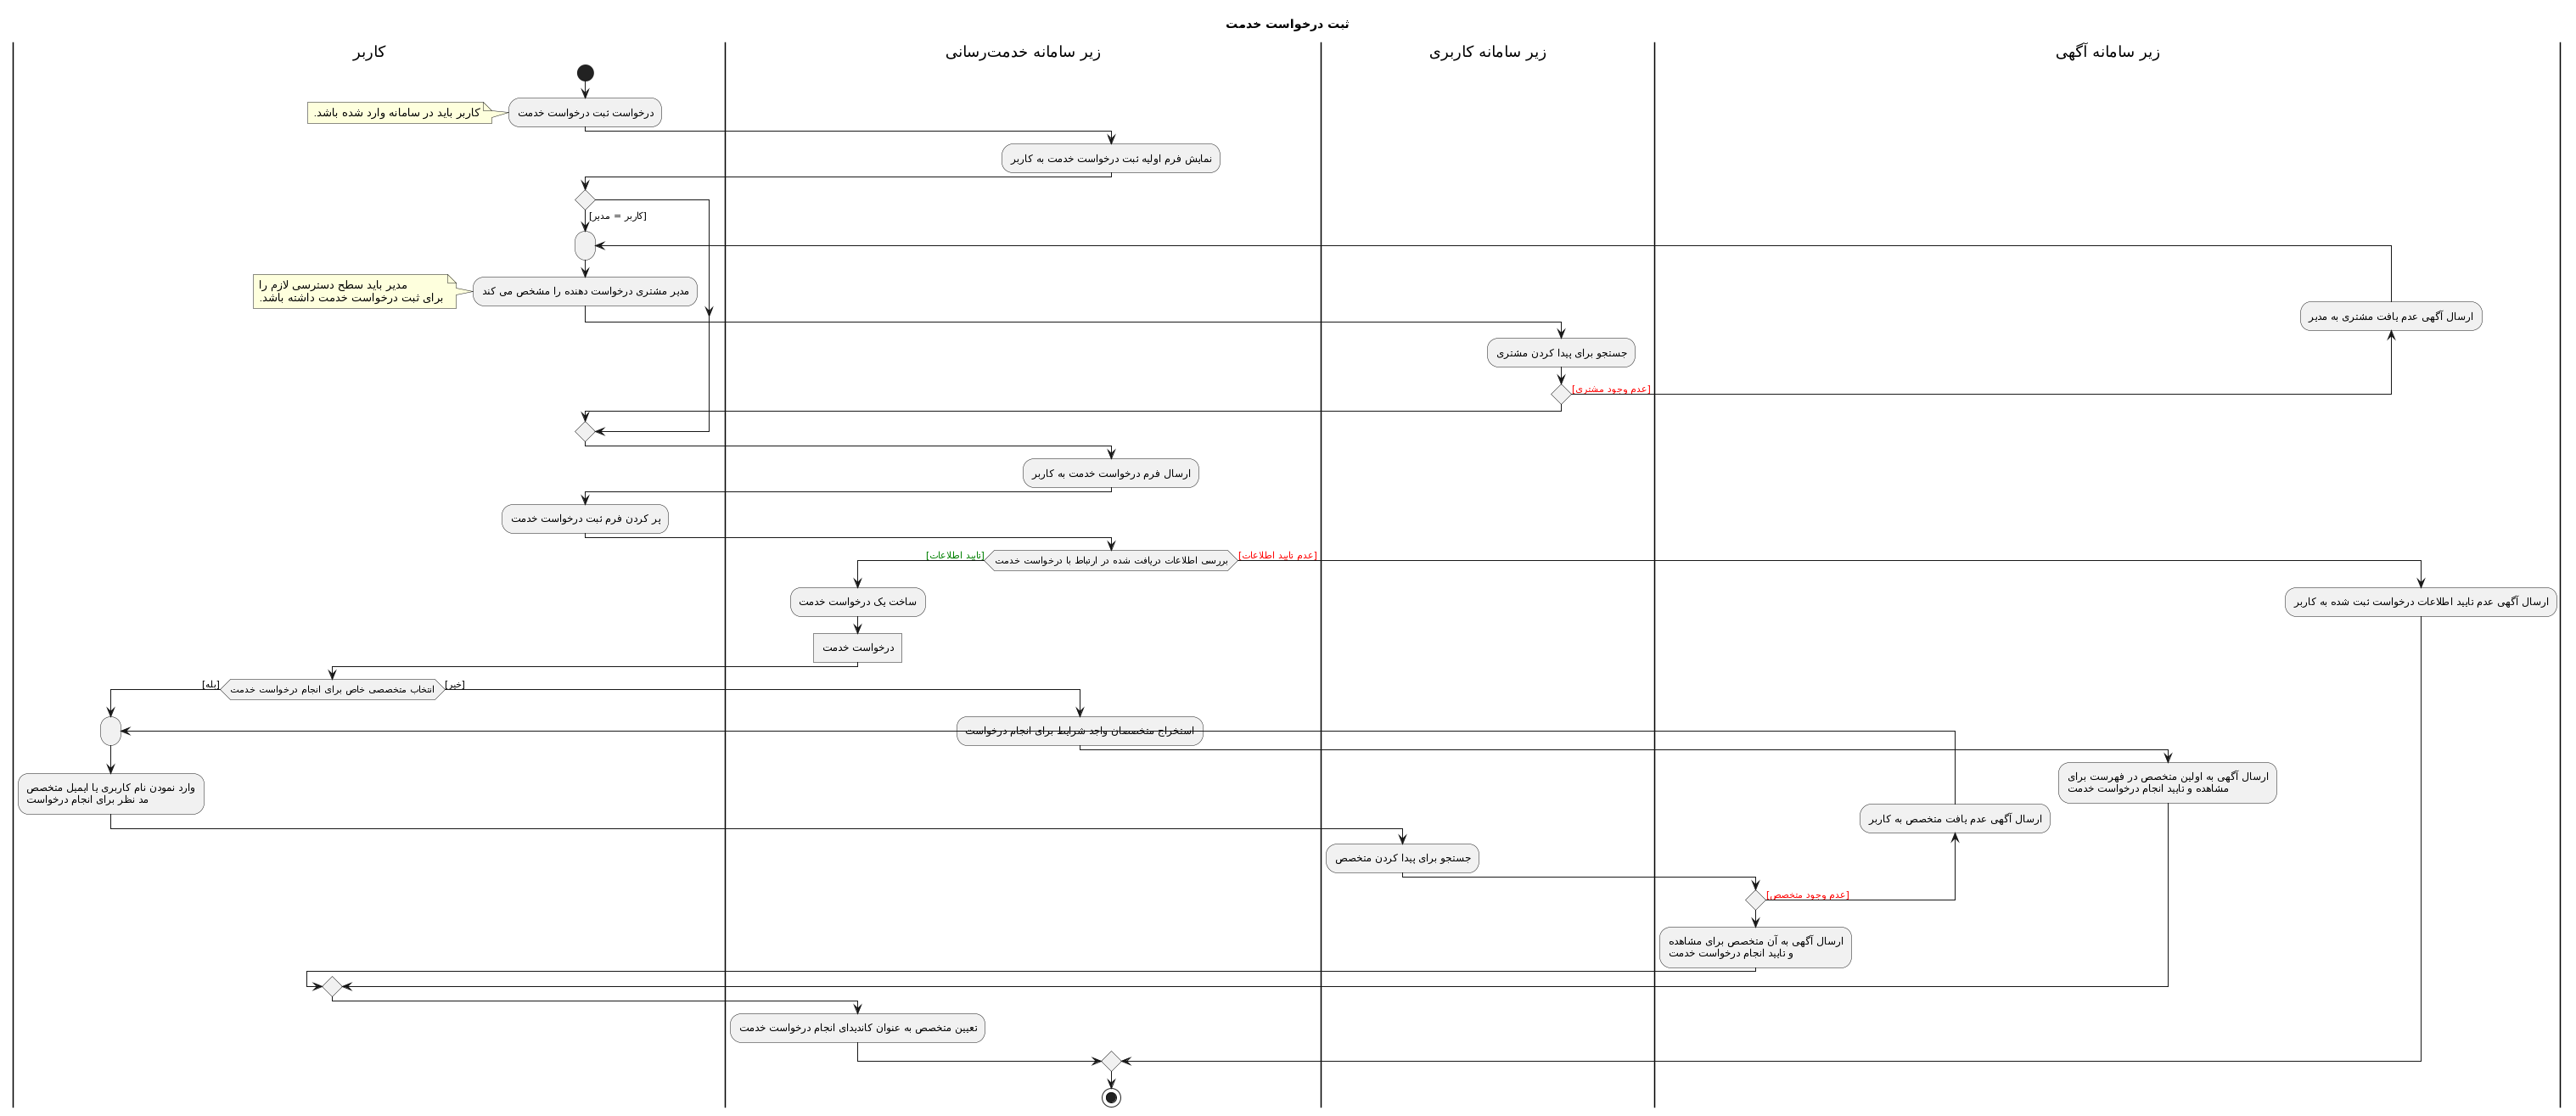 ثبت درخواست خدمت
کاربر
زیر سامانه خدمت‌رسانی
زیر سامانه کاربری
زیر سامانه آگهی
درخواست ثبت درخواست خدمت
کاربر باید در سامانه وارد شده باشد.
نمایش فرم اولیه ثبت درخواست خدمت به کاربر
[کاربر = مدیر]
مدیر مشتری درخواست دهنده را مشخص می کند
مدیر باید سطح دسترسی لازم را
برای ثبت درخواست خدمت داشته باشد.
ارسال آگهی عدم یافت مشتری به مدیر
جستجو برای پیدا کردن مشتری
[عدم وجود مشتری]
ارسال فرم درخواست خدمت به کاربر
پر کردن فرم ثبت درخواست خدمت
[تایید اطلاعات]
بررسی اطلاعات دریافت شده در ارتباط با درخواست خدمت
[عدم تایید اطلاعات]
ساخت یک درخواست خدمت
ارسال آگهی عدم تایید اطلاعات درخواست ثبت شده به کاربر
درخواست خدمت
[بله]
انتخاب متخصصی خاص برای انجام درخواست خدمت
[خیر]
استخراج متخصصان واجد شرایط برای انجام درخواست
وارد نمودن نام کاربری یا ایمیل متخصص
مد نظر برای انجام درخواست
ارسال آگهی به اولین متخصص در فهرست برای
مشاهده و تایید انجام درخواست خدمت
ارسال آگهی عدم یافت متخصص به کاربر
جستجو برای پیدا کردن متخصص
[عدم وجود متخصص]
ارسال آگهی به آن متخصص برای مشاهده
و تایید انجام درخواست خدمت
تعیین متخصص به عنوان کاندیدای انجام درخواست خدمت